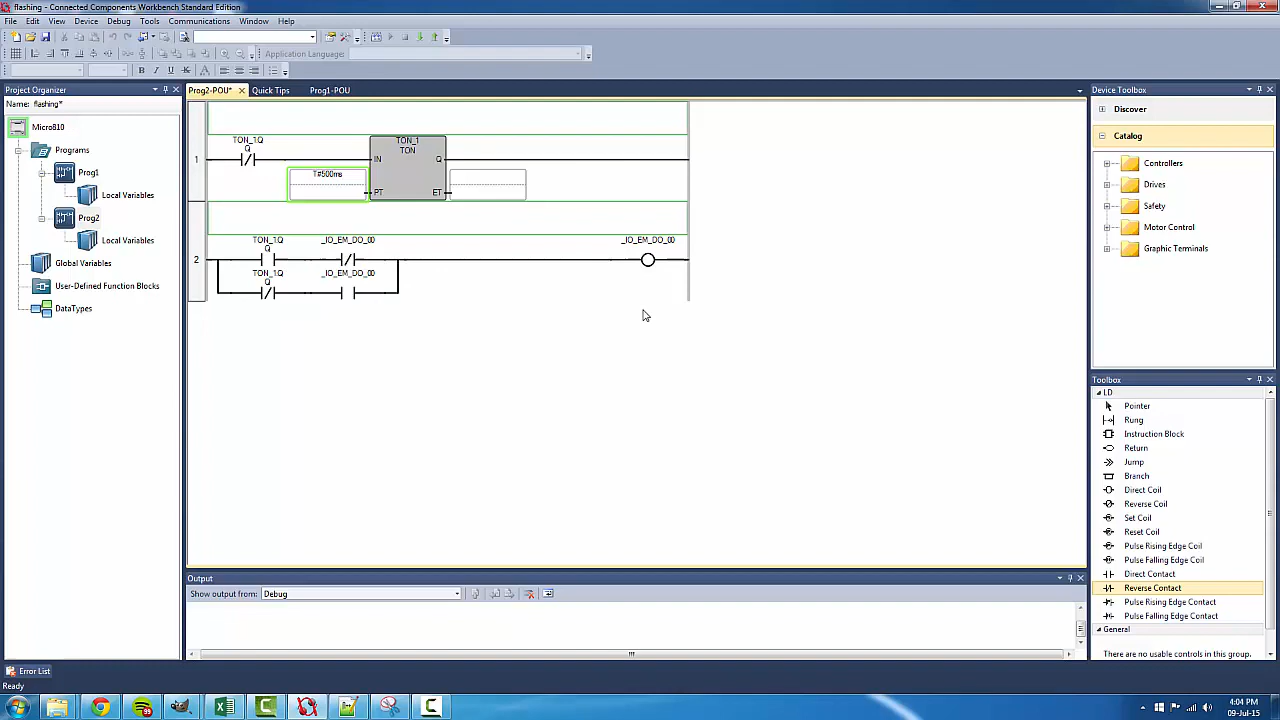 flashing - Connected Components Workbench Standard Edition
File Edit View Device Debug Tools Communications Window Help
Application Language:
Project Organizer
Name: flashing*
Micro810
Programs
Prog1
Local Variables
Prog2
Local Variables
Global Variables
User-Defined Function Blocks
DataTypes
Prog2-POU* Quick Tips Prog1-POU
1
TON_1.Q
Q
TON_1
TON
IN Q
T#500ms
PT ET
2
TON_1.Q _IO_EM_DO_00 _IO_EM_DO_00
Q
TON_1.Q _IO_EM_DO_00
Q
Output
Show output from: Debug
Device Toolbox
Discover
Catalog
Controllers
Drives
Safety
Motor Control
Graphic Terminals
Toolbox
LD
Pointer
Rung
Instruction Block
Return
Jump
Branch
Direct Coil
Reverse Coil
Set Coil
Reset Coil
Pulse Rising Edge Coil
Pulse Falling Edge Coil
Direct Contact
Reverse Contact
Pulse Rising Edge Contact
Pulse Falling Edge Contact
General
There are no usable controls in this group.
Error List
Ready
4:04 PM
09-Jul-15